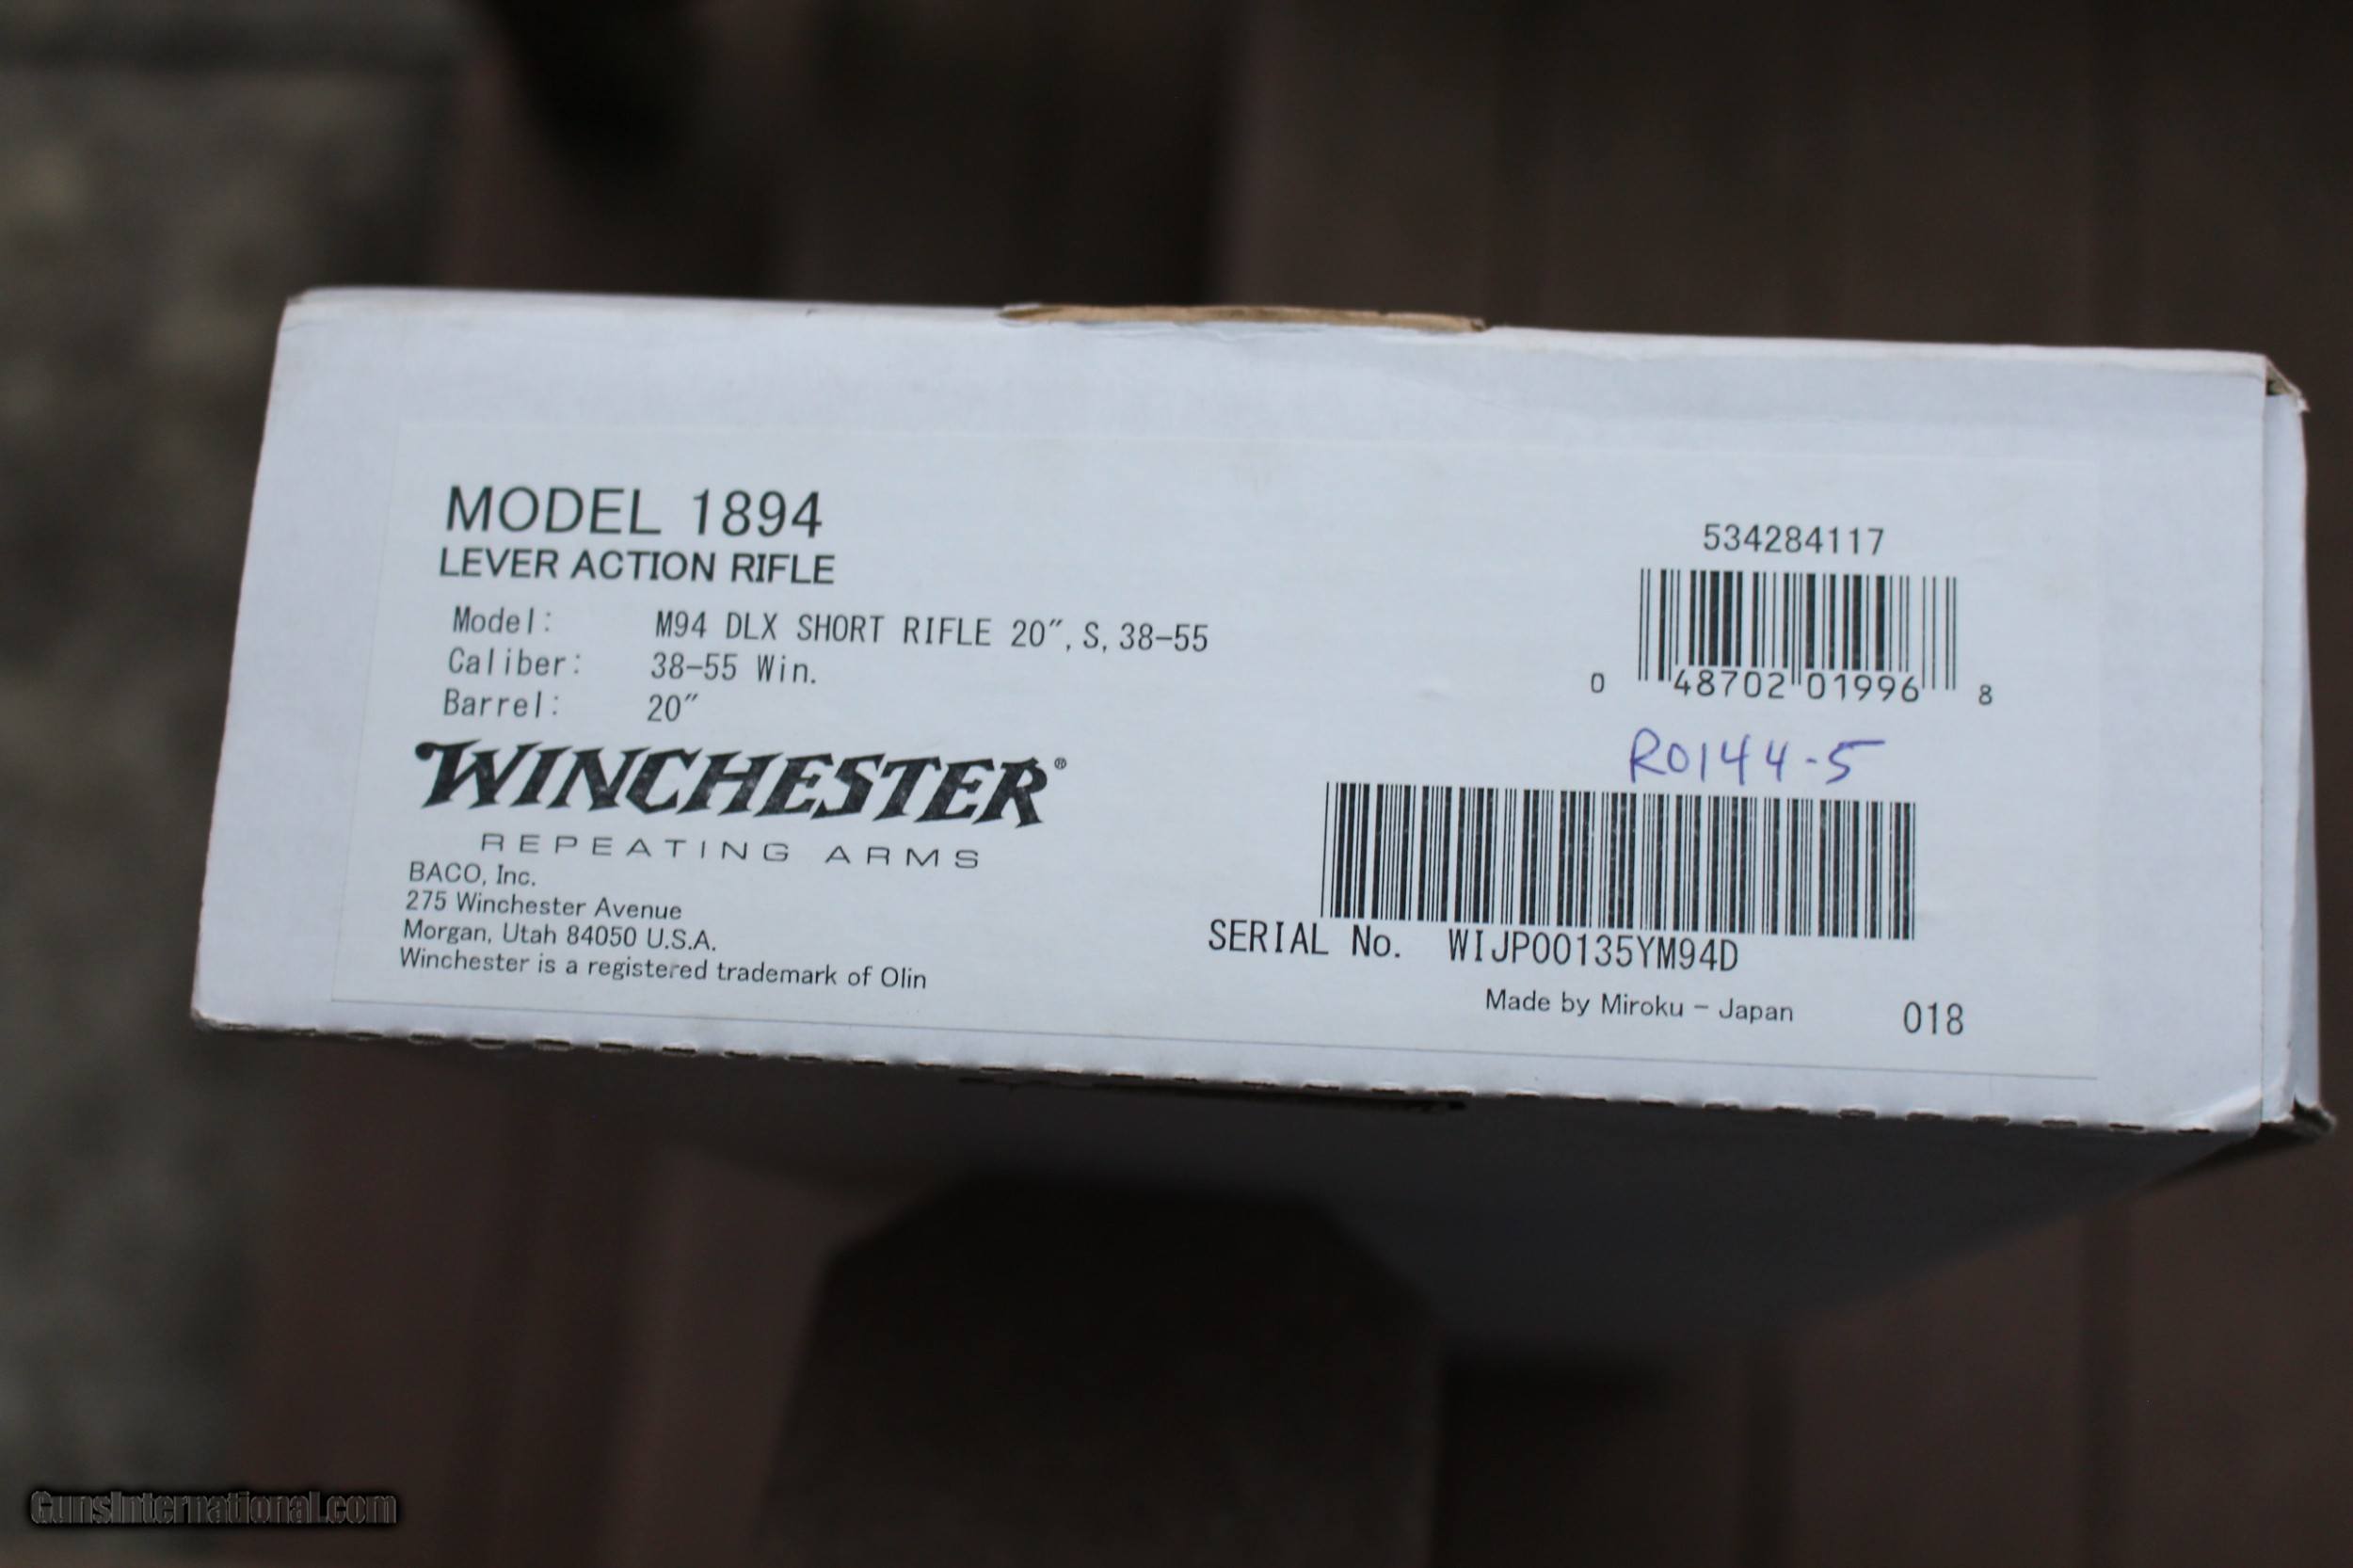 MODEL 1894
LEVER ACTION RIFLE
Model: M94 DLX SHORT RIFLE 20", S, 38-55
Caliber: 38-55 Win.
Barrel: 20"
WINCHESTER®
REPEATING ARMS
BACO, Inc.
275 Winchester Avenue
Morgan, Utah 84050 U.S.A.
Winchester is a registered trademark of Olin
534284117
0 48702 01996 8
R0144-5
SERIAL No. WIJP00135YM94D
Made by Miroku - Japan 018
GunsInternational.com